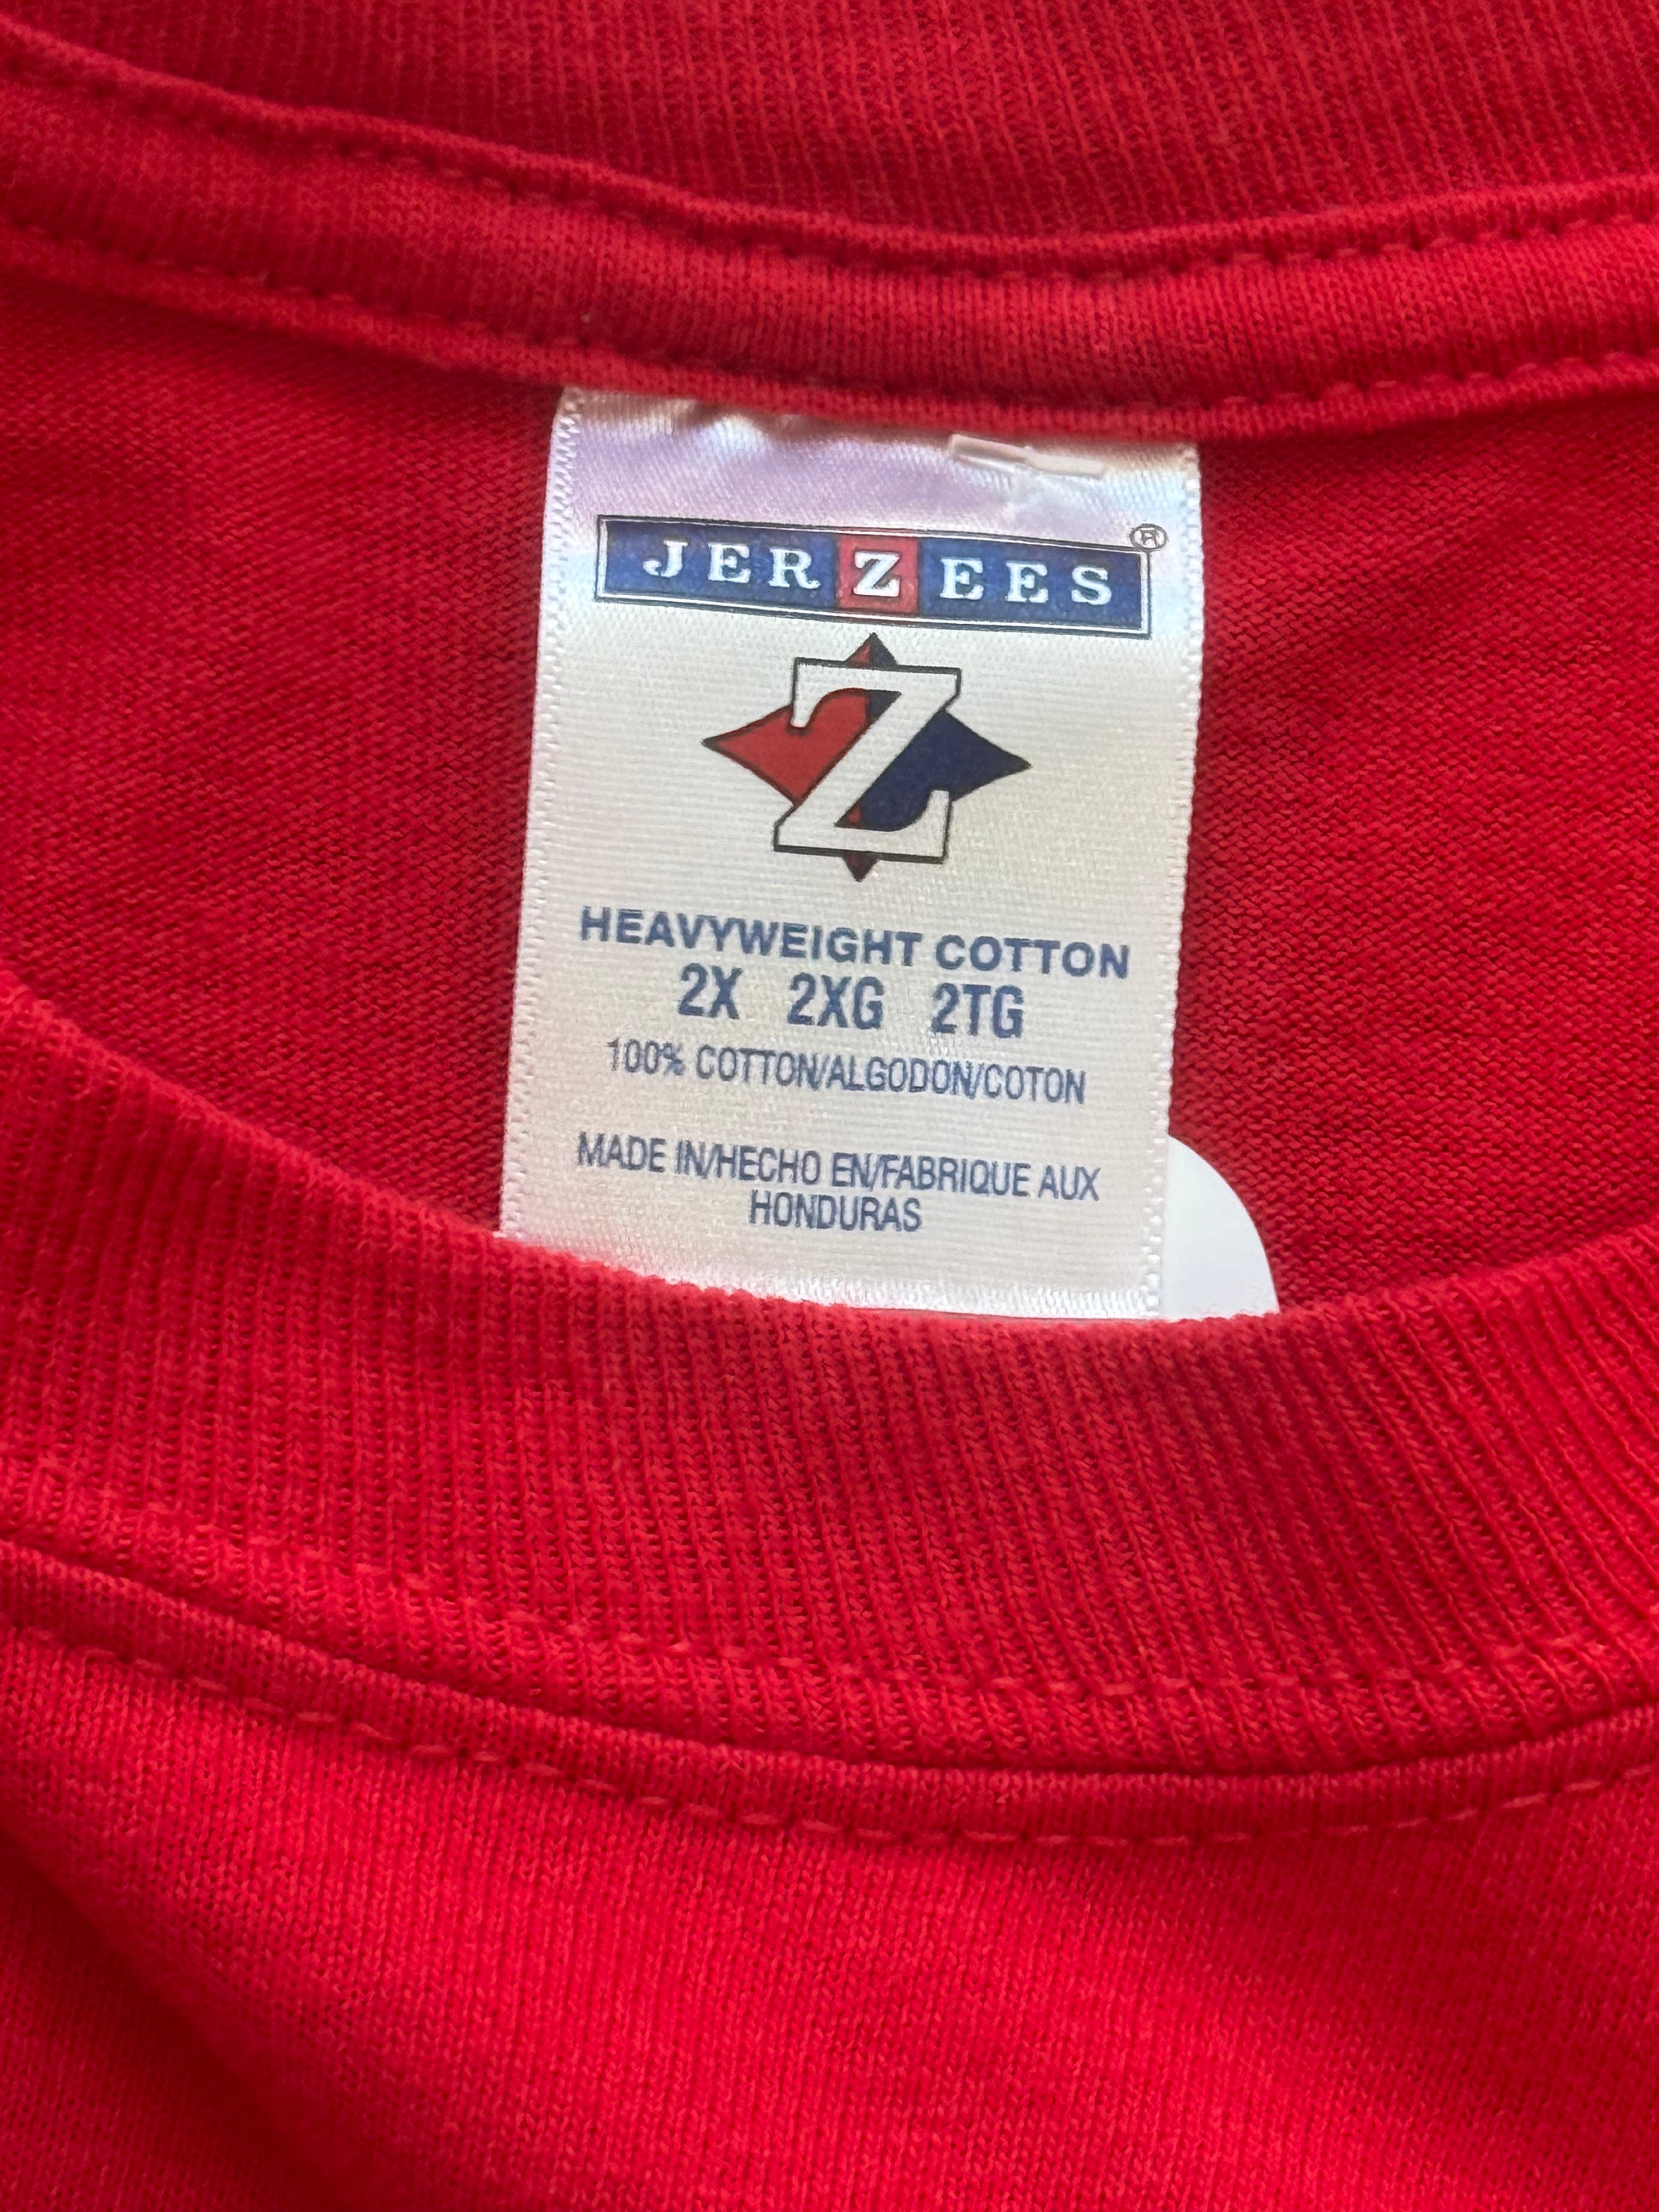 JERZEES®
Z
HEAVYWEIGHT COTTON
2X 2XG 2TG
100% COTTON/ALGODON/COTON
MADE IN/HECHO EN/FABRIQUE AUX
HONDURAS